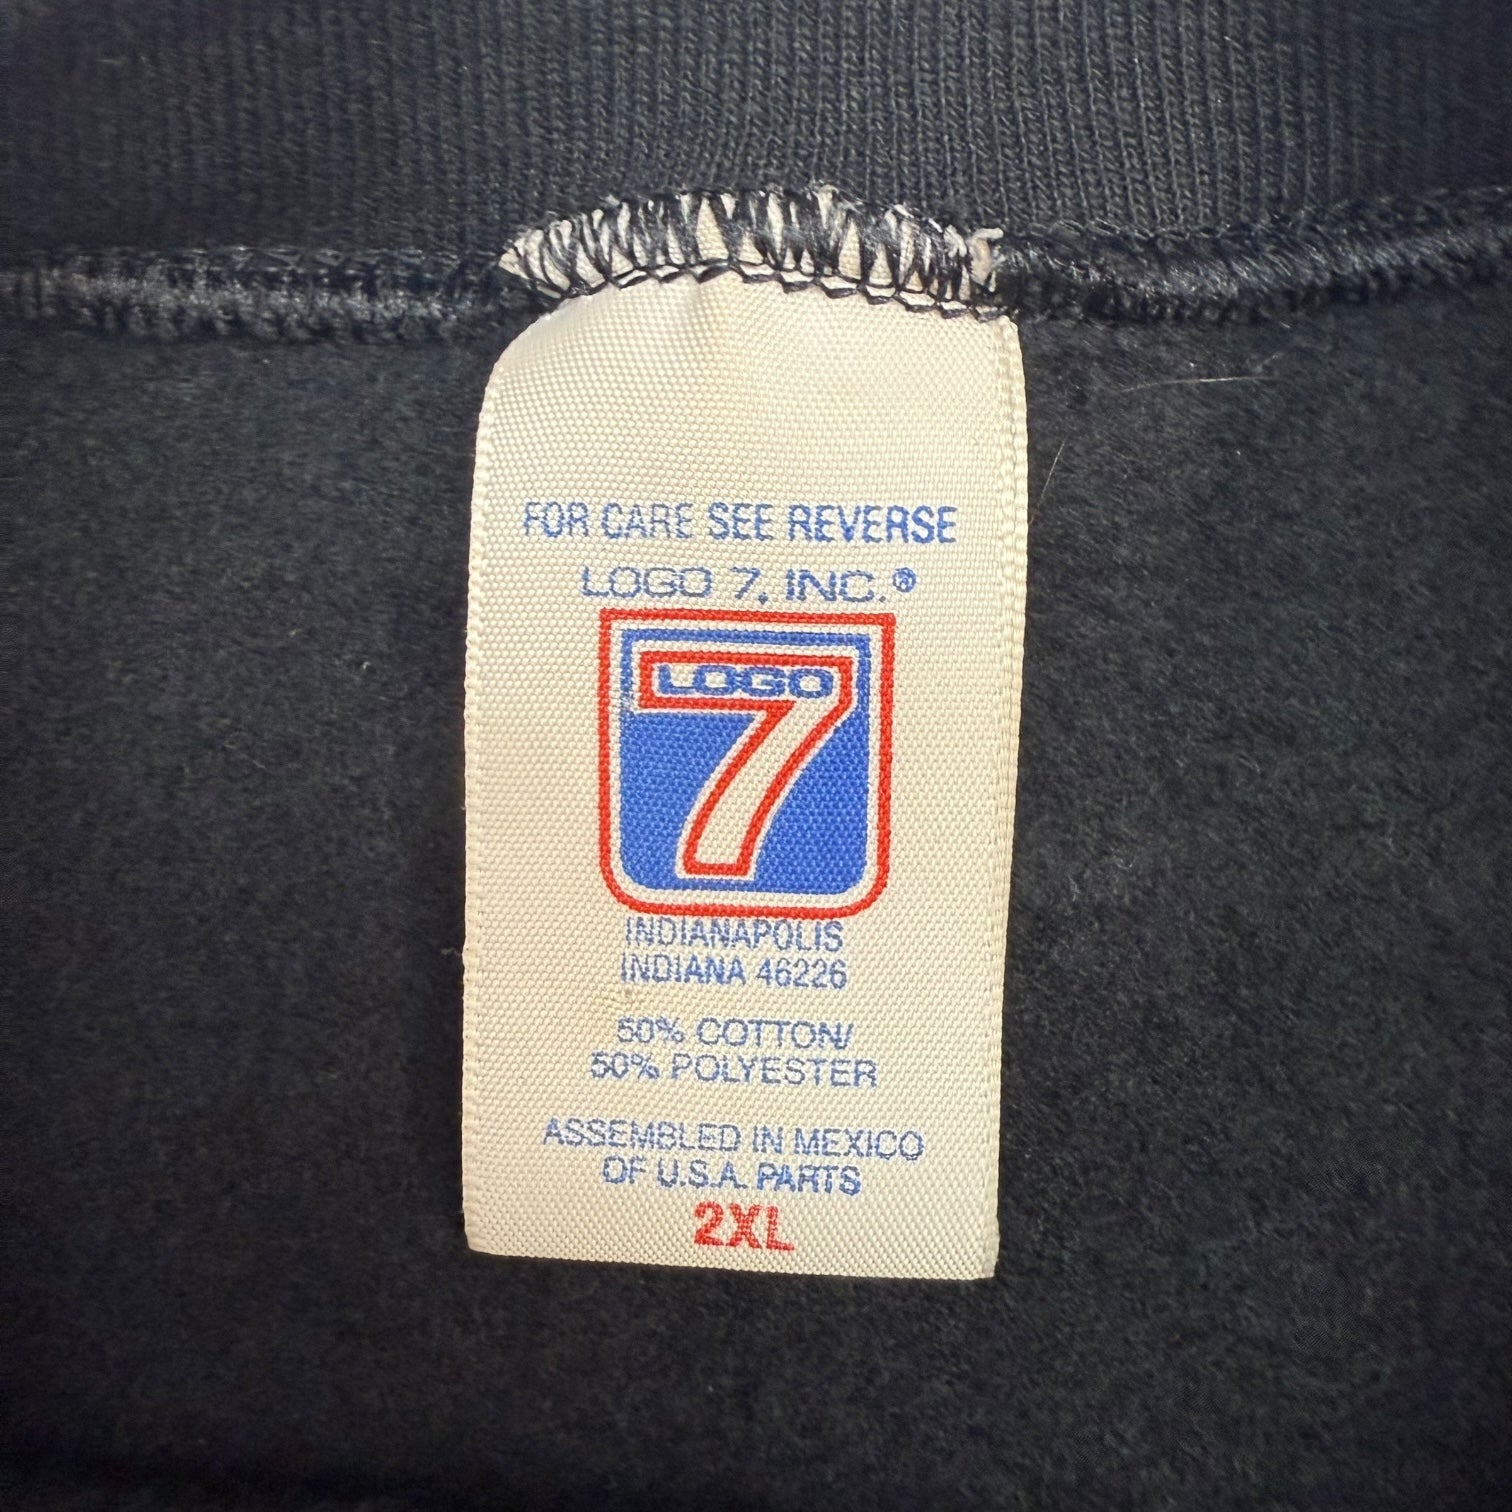 FOR CARE SEE REVERSE
LOGO 7, INC.®
LOGO
7
INDIANAPOLIS
INDIANA 46226
50% COTTON/
50% POLYESTER
ASSEMBLED IN MEXICO
OF U.S.A. PARTS
2XL